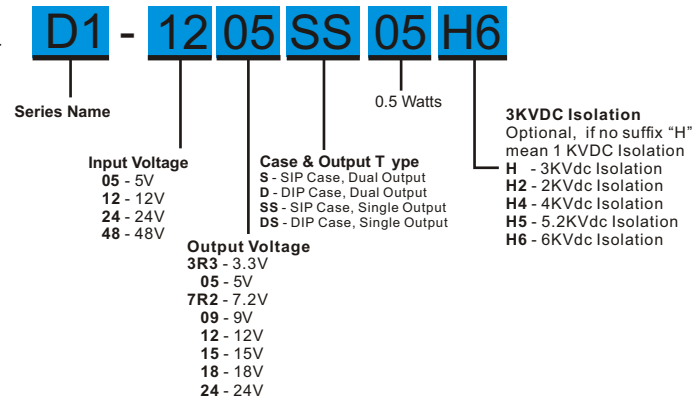 D1 - 12 05 SS 05 H6
Series Name
0.5 Watts
Input Voltage
05 - 5V
12 - 12V
24 - 24V
48 - 48V
Output Voltage
3R3 - 3.3V
05 - 5V
7R2 - 7.2V
09 - 9V
12 - 12V
15 - 15V
18 - 18V
24 - 24V
Case & Output T ype
S - SIP Case, Dual Output
D - DIP Case, Dual Output
SS - SIP Case, Single Output
DS - DIP Case, Single Output
3KVDC Isolation
Optional, if no suffix “H”
mean 1 KVDC Isolation
H - 3KVdc Isolation
H2 - 2KVdc Isolation
H4 - 4KVdc Isolation
H5 - 5.2KVdc Isolation
H6 - 6KVdc Isolation